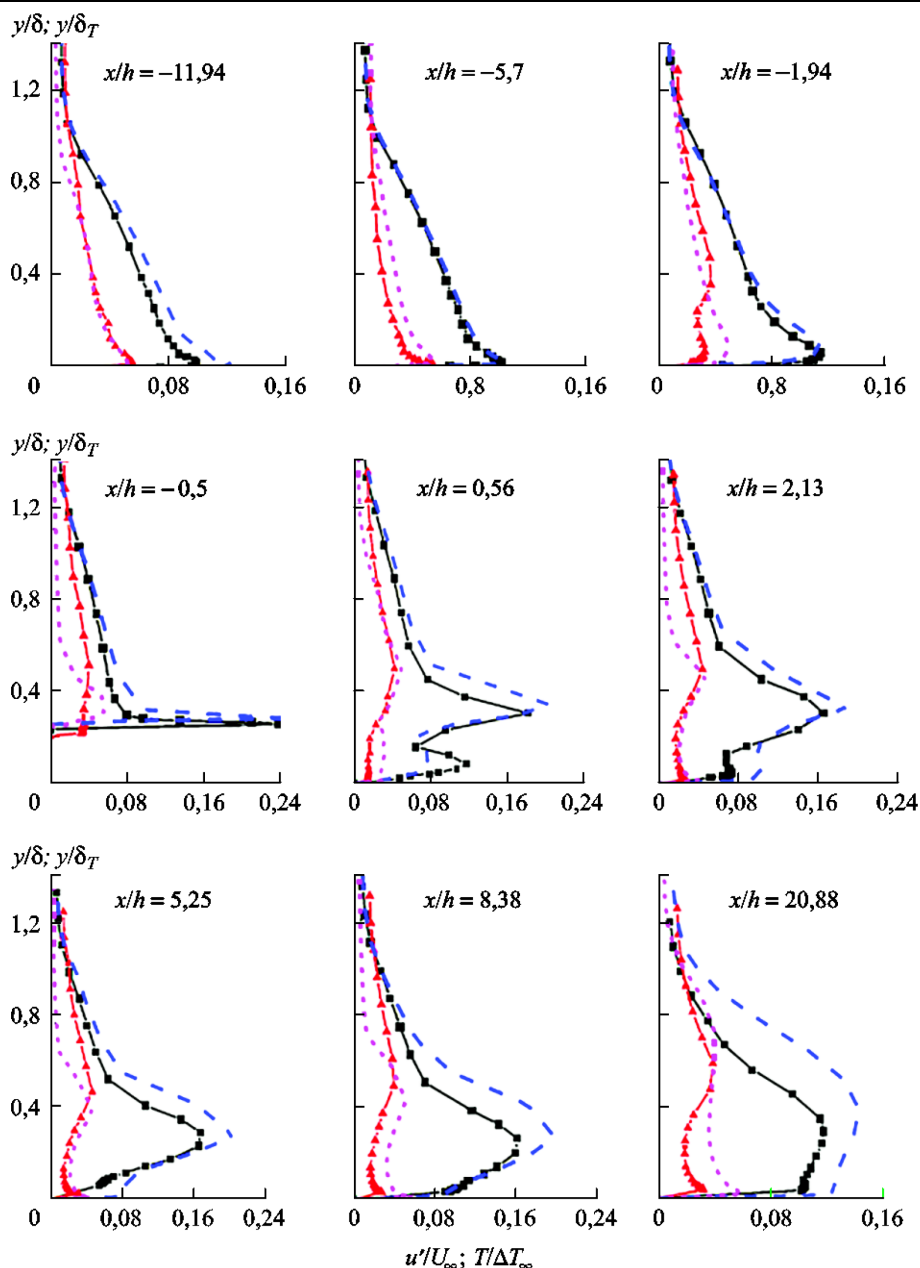 y/δ; y/δ_T
x/h = −11,94
x/h = −5,7
x/h = −1,94
1,2
0,8
0,4
0 0,08 0,16
0 0,08 0,16
0 0,8 0,16
y/δ; y/δ_T
x/h = −0,5
x/h = 0,56
x/h = 2,13
1,2
0,8
0,4
0 0,08 0,16 0,24
0 0,08 0,16 0,24
0 0,08 0,16 0,24
y/δ; y/δ_T
x/h = 5,25
x/h = 8,38
x/h = 20,88
1,2
0,8
0,4
0 0,08 0,16 0,24
0 0,08 0,16 0,24
0 0,08 0,16
u′/U_∞; T/ΔT_∞